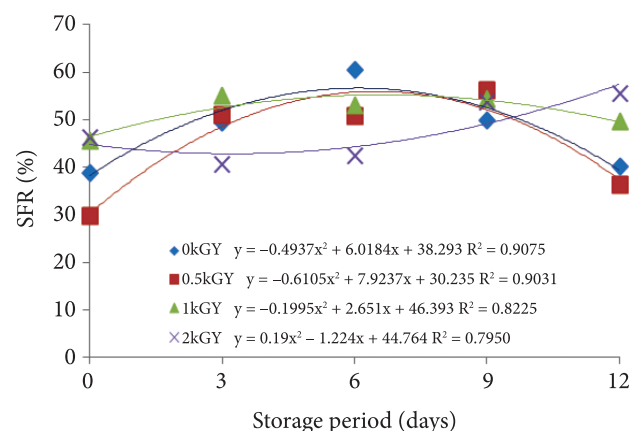 70
60
50
40
30
20
10
0
SFR (%)
0kGY y = –0.4937x² + 6.0184x + 38.293 R² = 0.9075
0.5kGY y = –0.6105x² + 7.9237x + 30.235 R² = 0.9031
1kGY y = –0.1995x² + 2.651x + 46.393 R² = 0.8225
2kGY y = 0.19x² – 1.224x + 44.764 R² = 0.7950
0 3 6 9 12
Storage period (days)